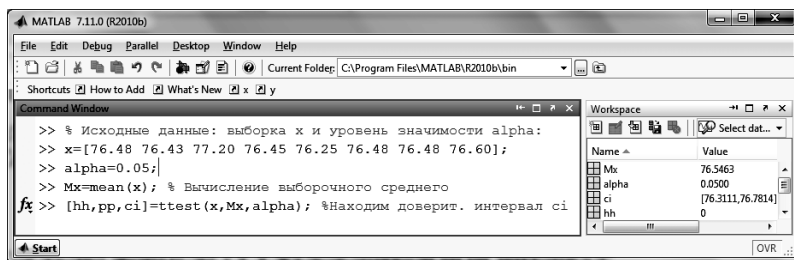 MATLAB 7.11.0 (R2010b)
File Edit Debug Parallel Desktop Window Help
Current Folder: C:\Program Files\MATLAB\R2010b\bin
Shortcuts How to Add What's New x y
Command Window
>> % Исходные данные: выборка x и уровень значимости alpha:
>> x=[76.48 76.43 77.20 76.45 76.25 76.48 76.48 76.60];
>> alpha=0.05;
>> Mx=mean(x); % Вычисление выборочного среднего
fx >> [hh,pp,ci]=ttest(x,Mx,alpha); %Находим доверит. интервал ci
Workspace
Select dat...
Name Value
Mx 76.5463
alpha 0.0500
ci [76.3111,76.7814]
hh 0
Start
OVR